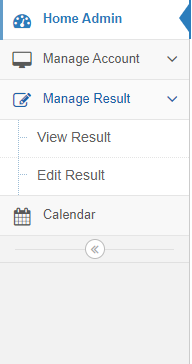 Home Admin
Manage Account
Manage Result
View Result
Edit Result
Calendar